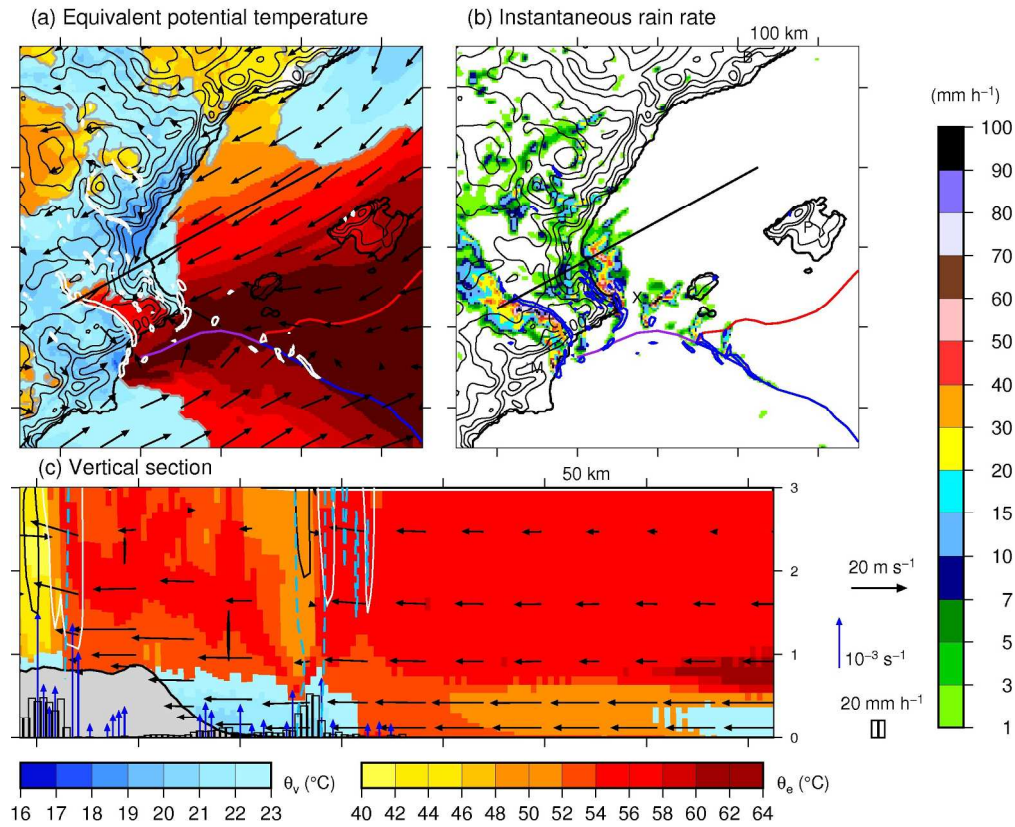 (a) Equivalent potential temperature
(b) Instantaneous rain rate
100 km
(mm h⁻¹)
100
90
80
70
60
50
40
30
20
15
10
7
5
3
1
X
M
(c) Vertical section
50 km
3
2
1
0
20 m s⁻¹
10⁻³ s⁻¹
20 mm h⁻¹
θv (°C)
16 17 18 19 20 21 22 23
θe (°C)
40 42 44 46 48 50 52 54 56 58 60 62 64